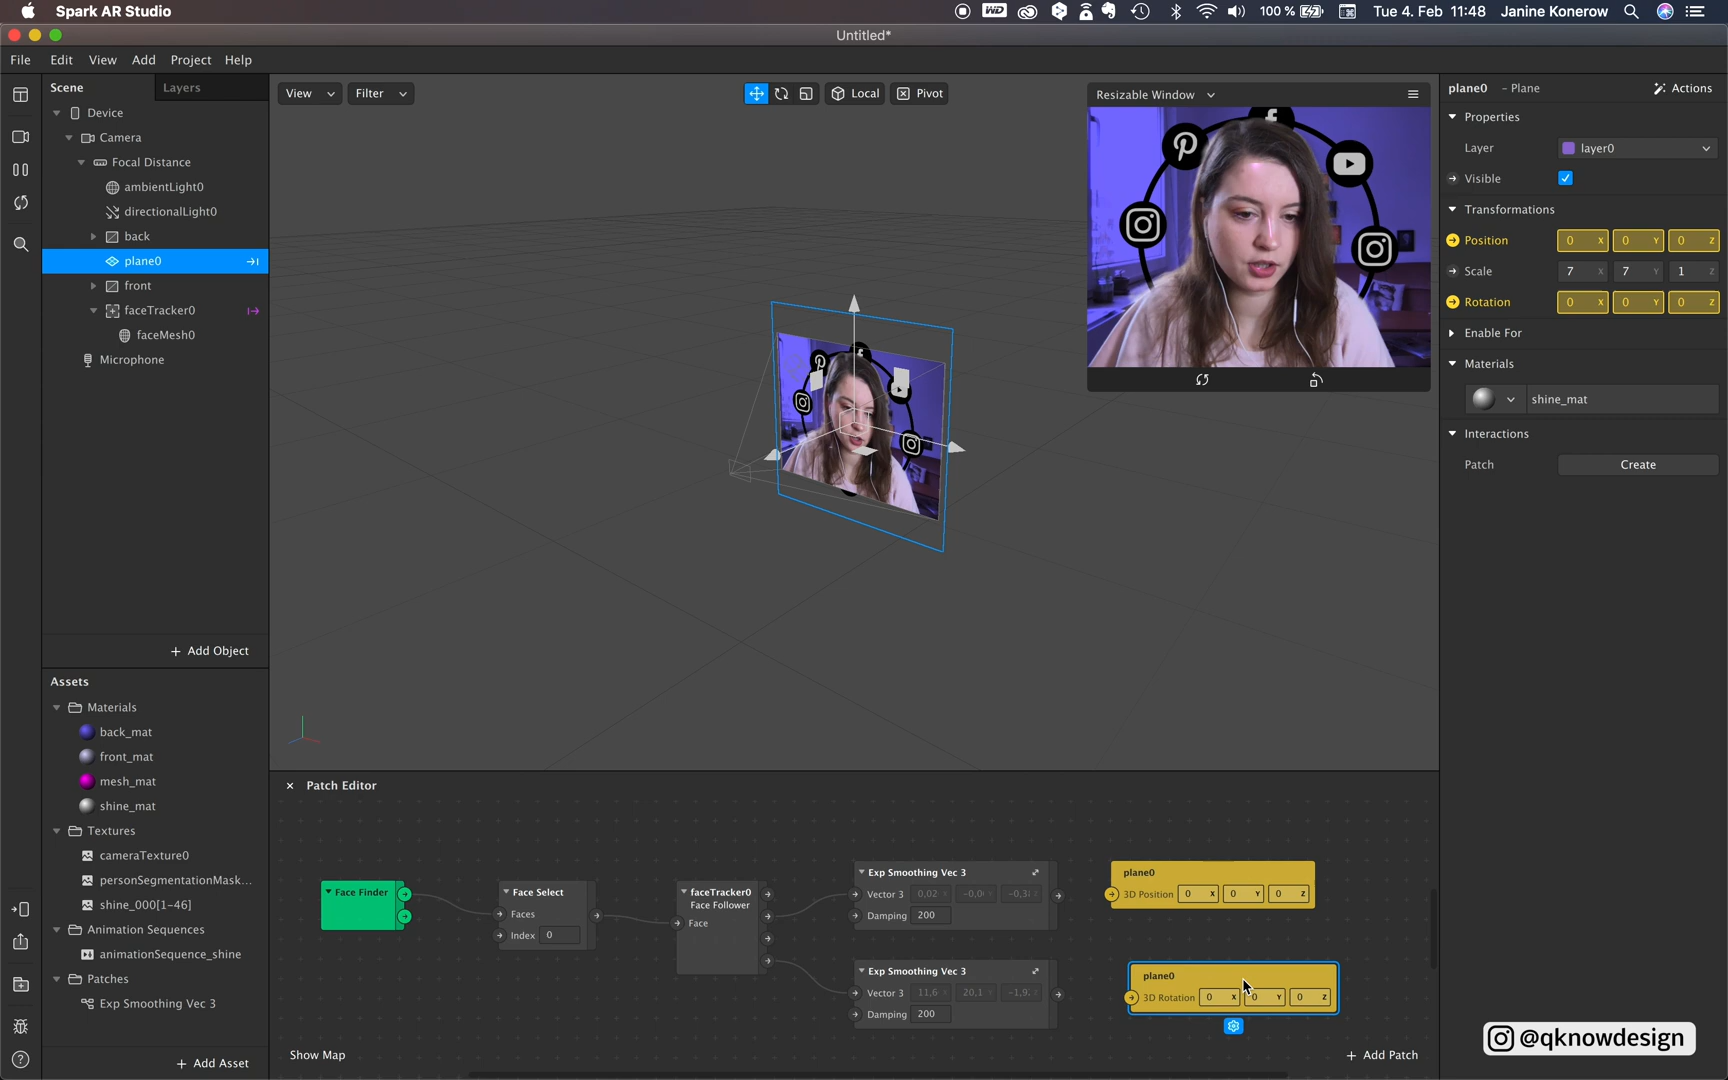 Spark AR Studio
WD
100 %
Tue 4. Feb 11:48
Janine Konerow
Untitled*
File Edit View Add Project Help
Scene
Layers
Device
Camera
Focal Distance
ambientLight0
directionalLight0
back
plane0
front
faceTracker0
faceMesh0
Microphone
+ Add Object
Assets
Materials
back_mat
front_mat
mesh_mat
shine_mat
Textures
cameraTexture0
personSegmentationMask...
shine_000[1-46]
Animation Sequences
animationSequence_shine
Patches
Exp Smoothing Vec 3
+ Add Asset
View
Filter
Local
Pivot
Resizable Window
plane0 - Plane
Actions
Properties
Layer layer0
Visible
Transformations
Position 0 X 0 Y 0 Z
Scale 7 X 7 Y 1 Z
Rotation 0 X 0 Y 0 Z
Enable For
Materials
shine_mat
Interactions
Patch Create
× Patch Editor
Face Finder
Face Select
Faces
Index 0
faceTracker0
Face Follower
Face
Exp Smoothing Vec 3
Vector 3 0,02 -0,0 -0,3
Damping 200
Exp Smoothing Vec 3
Vector 3 11,6 20,1 -1,9
Damping 200
plane0
3D Position 0 X 0 Y 0 Z
plane0
3D Rotation 0 X 0 Y 0 Z
Show Map
+ Add Patch
@qknowdesign